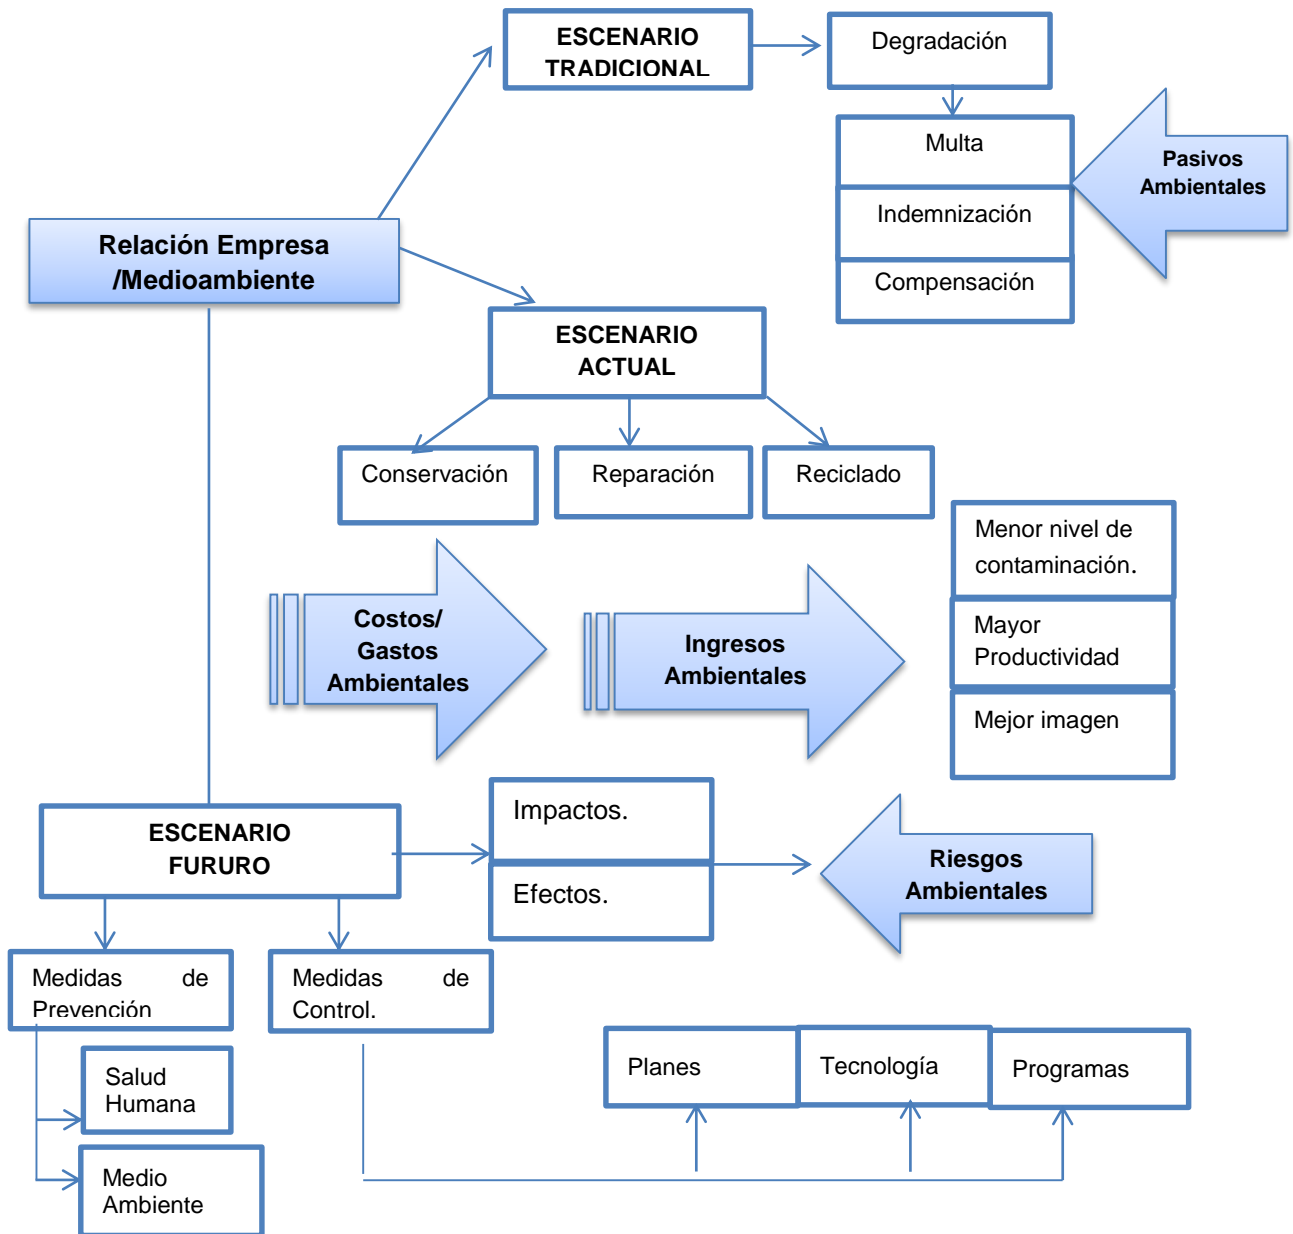 ESCENARIO
TRADICIONAL
Degradación
Multa
Indemnización
Compensación
Pasivos
Ambientales
Relación Empresa
/Medioambiente
ESCENARIO
ACTUAL
Conservación
Reparación
Reciclado
Costos/
Gastos
Ambientales
Ingresos
Ambientales
Menor nivel de
contaminación.
Mayor
Productividad
Mejor imagen
ESCENARIO
FURURO
Impactos.
Efectos.
Riesgos
Ambientales
Medidas de
Prevención
Medidas de
Control.
Salud
Humana
Medio
Ambiente
Planes
Tecnología
Programas